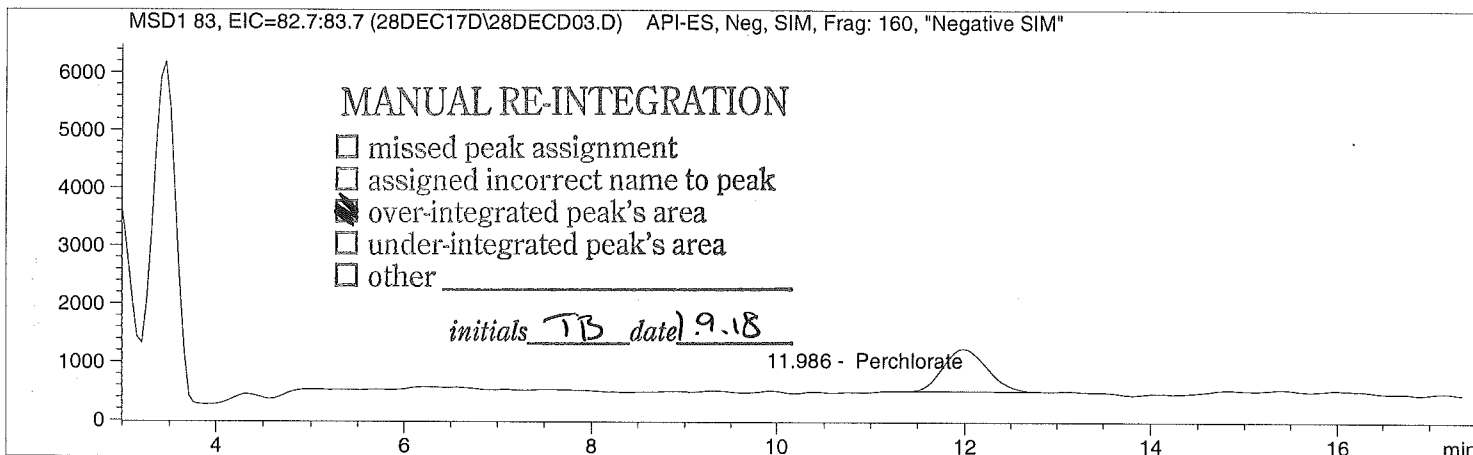 MSD1 83, EIC=82.7:83.7 (28DEC17D\28DECD03.D)    API-ES, Neg, SIM, Frag: 160, "Negative SIM"
6000
5000
4000
3000
2000
1000
0
MANUAL RE-INTEGRATION
☐ missed peak assignment
☐ assigned incorrect name to peak
☒ over-integrated peak's area
☐ under-integrated peak's area
☐ other
initials TB date 1.9.18
11.986 - Perchlorate
4 6 8 10 12 14 16 min